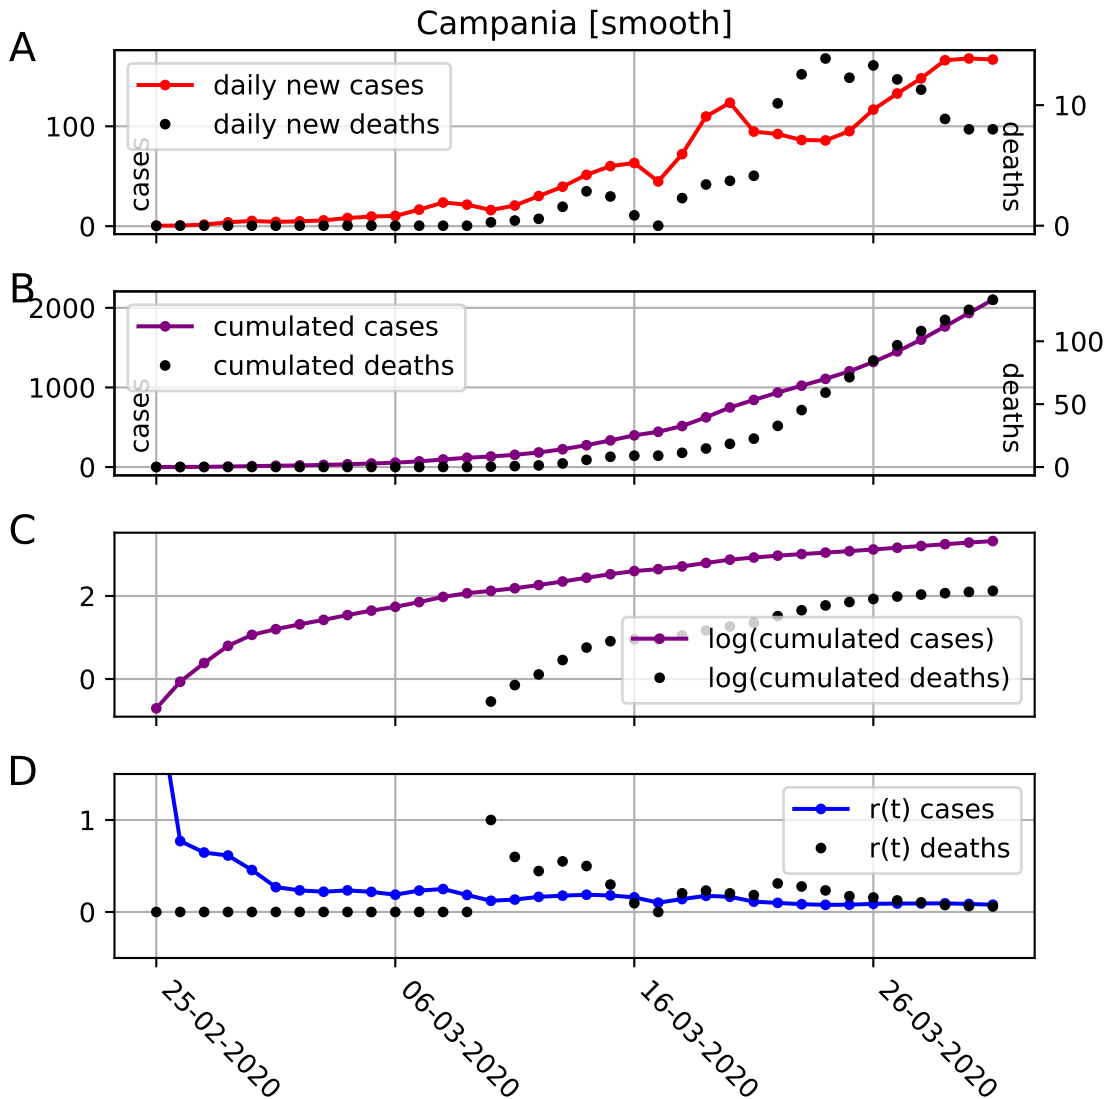 Campania [smooth]
A
daily new cases
daily new deaths
100
0
cases
10
0
deaths
B
cumulated cases
cumulated deaths
2000
1000
0
cases
100
50
0
deaths
C
2
0
log(cumulated cases)
log(cumulated deaths)
D
1
0
r(t) cases
r(t) deaths
25-02-2020
06-03-2020
16-03-2020
26-03-2020